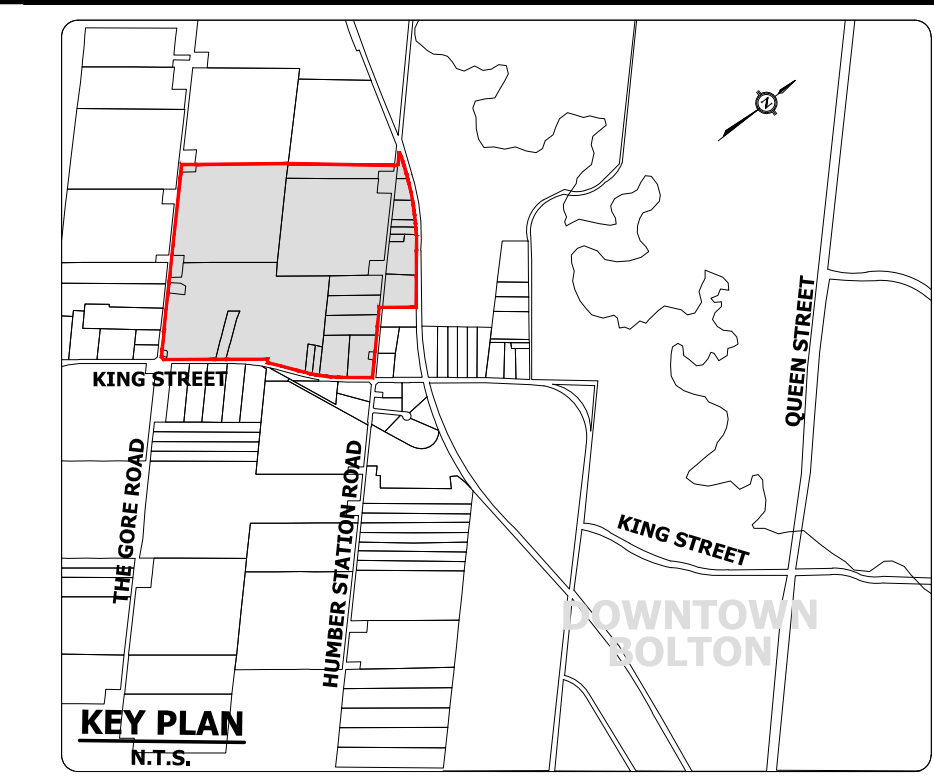 N
QUEEN STREET
KING STREET
THE GORE ROAD
HUMBER STATION ROAD
KING STREET
DOWNTOWN
BOLTON
KEY PLAN
N.T.S.